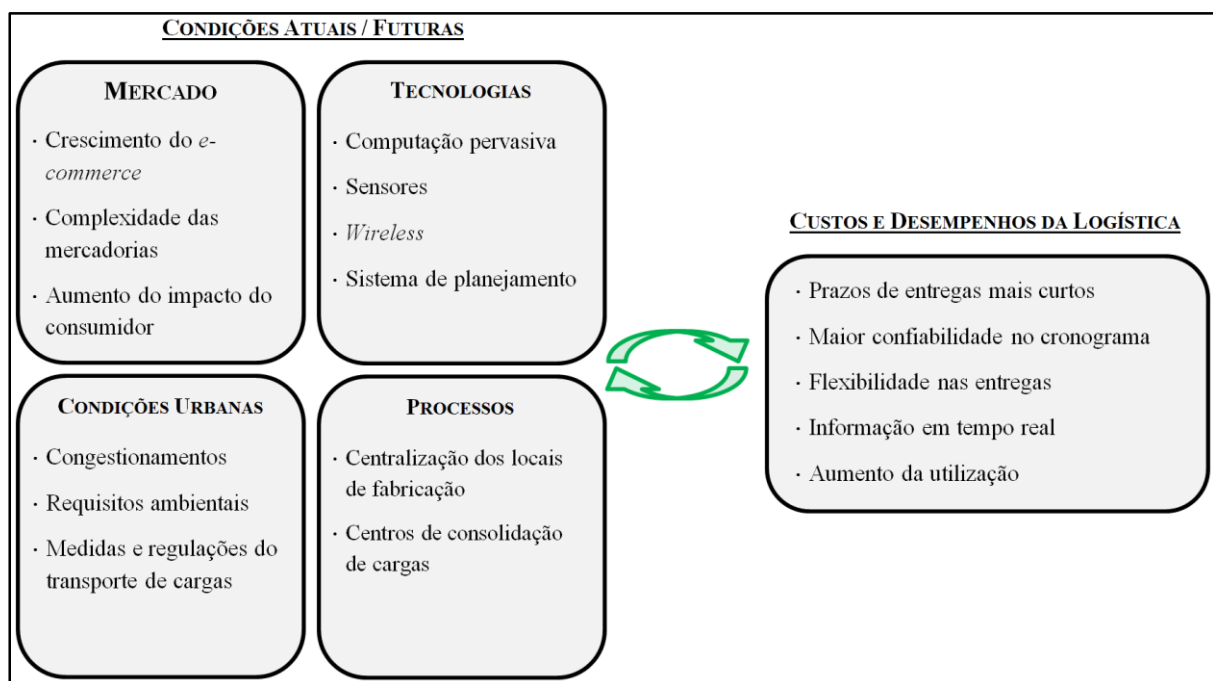 CONDIÇÕES ATUAIS / FUTURAS
MERCADO
· Crescimento do e-
commerce
· Complexidade das
mercadorias
· Aumento do impacto do
consumidor
TECNOLOGIAS
· Computação pervasiva
· Sensores
· Wireless
· Sistema de planejamento
CONDIÇÕES URBANAS
· Congestionamentos
· Requisitos ambientais
· Medidas e regulações do
transporte de cargas
PROCESSOS
· Centralização dos locais
de fabricação
· Centros de consolidação
de cargas
CUSTOS E DESEMPENHOS DA LOGÍSTICA
· Prazos de entregas mais curtos
· Maior confiabilidade no cronograma
· Flexibilidade nas entregas
· Informação em tempo real
· Aumento da utilização